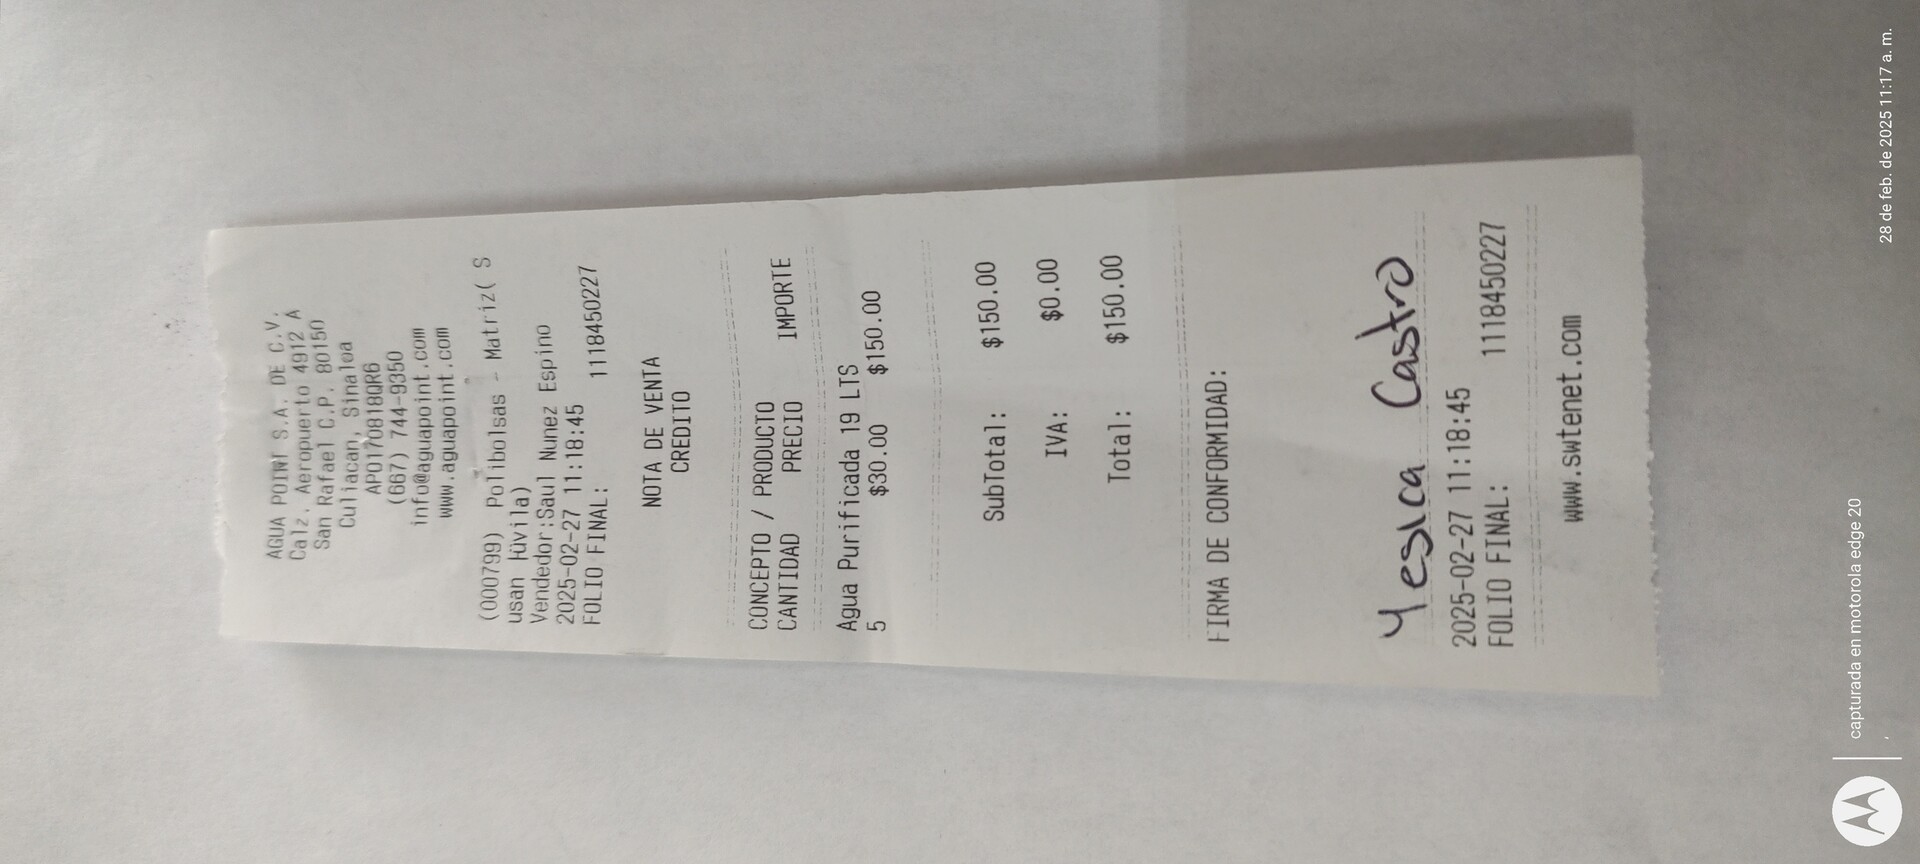 AGUA POINT S.A. DE C.V.
Calz. Aeropuerto 4912 A
San Rafael C.P. 80150
Culiacan, Sinaloa
APO170818QR6
(667) 744-9350
info@aguapoint.com
www.aguapoint.com
(000799) Polibolsas - Matriz( S
usan
Vendedor:Saul Nunez Espino
2025-02-27 11:18:45
FOLIO FINAL: 1118450227
NOTA DE VENTA
CREDITO
CONCEPTO / PRODUCTO
CANTIDAD PRECIO IMPORTE
Agua Purificada 19 LTS
5 $30.00 $150.00
SubTotal: $150.00
IVA: $0.00
Total: $150.00
FIRMA DE CONFORMIDAD:
Yesica Castro
2025-02-27 11:18:45
FOLIO FINAL: 1118450227
www.swtenet.com
capturada en motorola edge 20
28 de feb. de 2025 11:17 a. m.